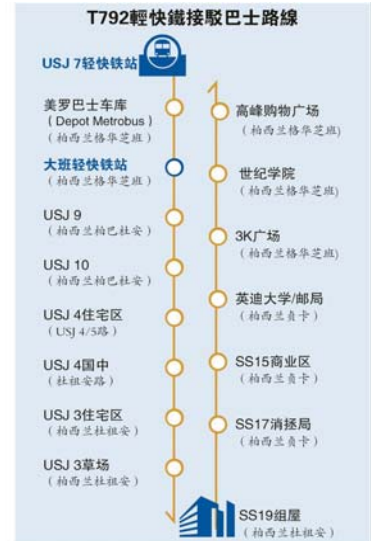 T792輕快鐵接駁巴士路線
USJ 7轻快铁站
美罗巴士车库
(Depot Metrobus)
(柏西兰格华芝班)
大班轻快铁站
(柏西兰格华芝班)
USJ 9
(柏西兰柏巴杜安)
USJ 10
(柏西兰柏巴杜安)
USJ 4住宅区
(USJ 4/5路)
USJ 4国中
(杜祖安路)
USJ 3住宅区
(柏西兰杜祖安)
USJ 3草场
(柏西兰杜祖安)
高峰购物广场
(柏西兰格华芝班)
世纪学院
(柏西兰格华芝班)
3K广场
(柏西兰格华芝班)
英迪大学/邮局
(柏西兰贞卡)
SS15商业区
(柏西兰贞卡)
SS17消拯局
(柏西兰贞卡)
SS19组屋
(柏西兰杜祖安)